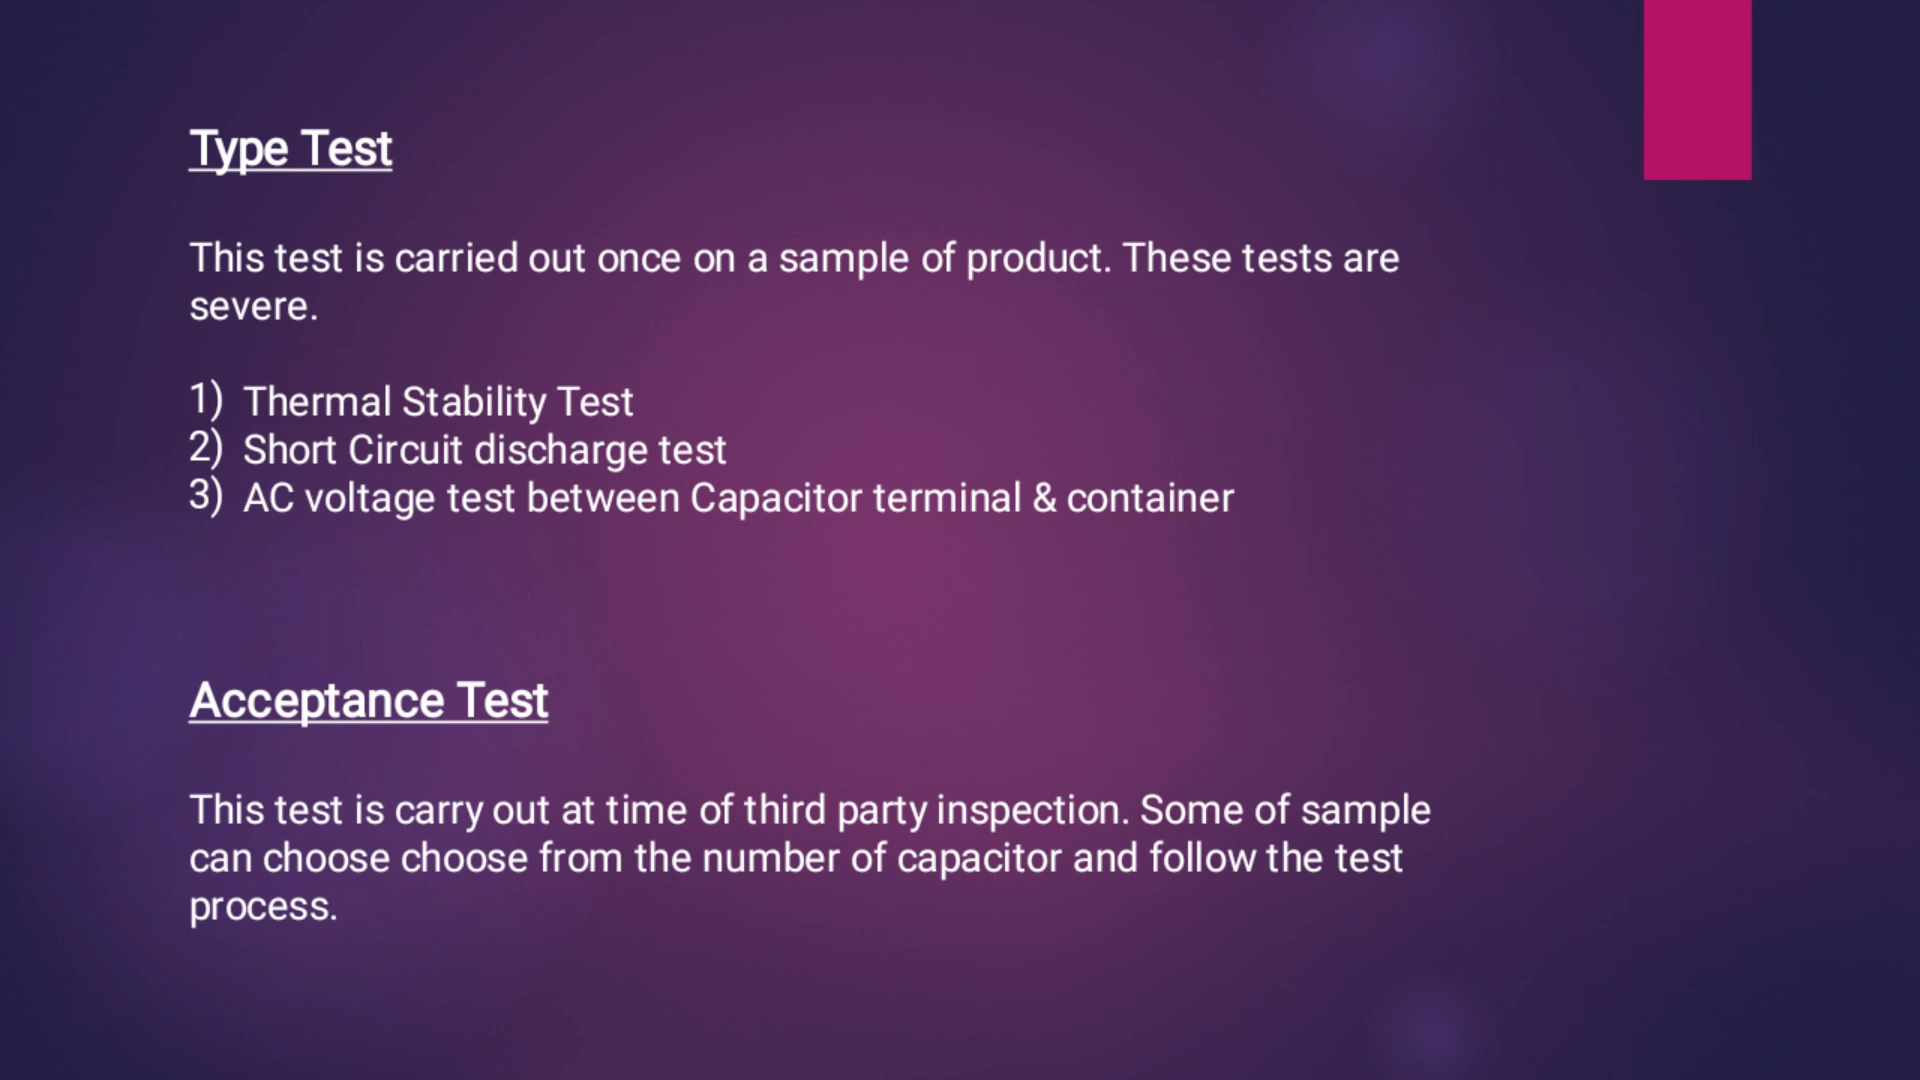 Type Test
This test is carried out once on a sample of product. These tests are
severe.
1) Thermal Stability Test
2) Short Circuit discharge test
3) AC voltage test between Capacitor terminal & container
Acceptance Test
This test is carry out at time of third party inspection. Some of sample
can choose choose from the number of capacitor and follow the test
process.